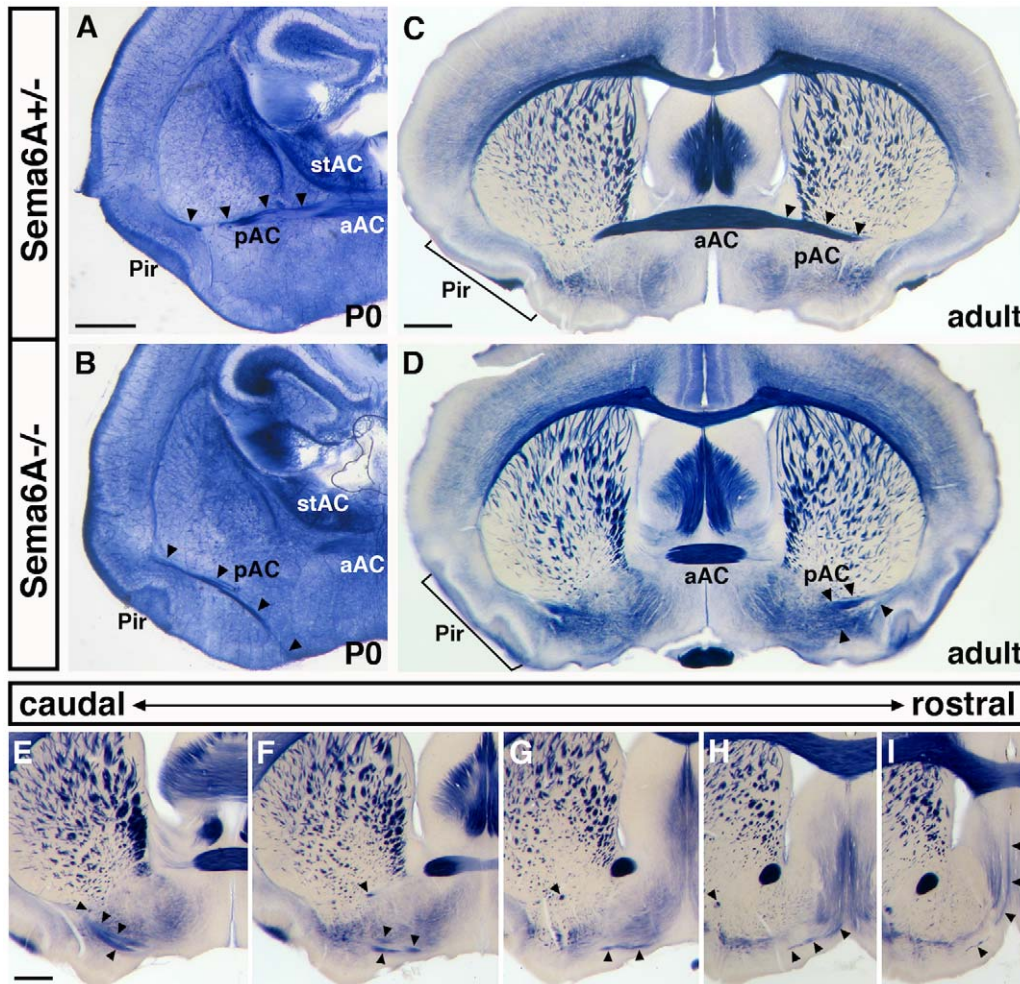 Sema6A+/-
A
stAC
aAC
pAC
Pir
P0
C
aAC
pAC
Pir
adult
Sema6A-/-
B
stAC
pAC
aAC
Pir
P0
D
aAC
pAC
Pir
adult
caudal rostral
E F G H I